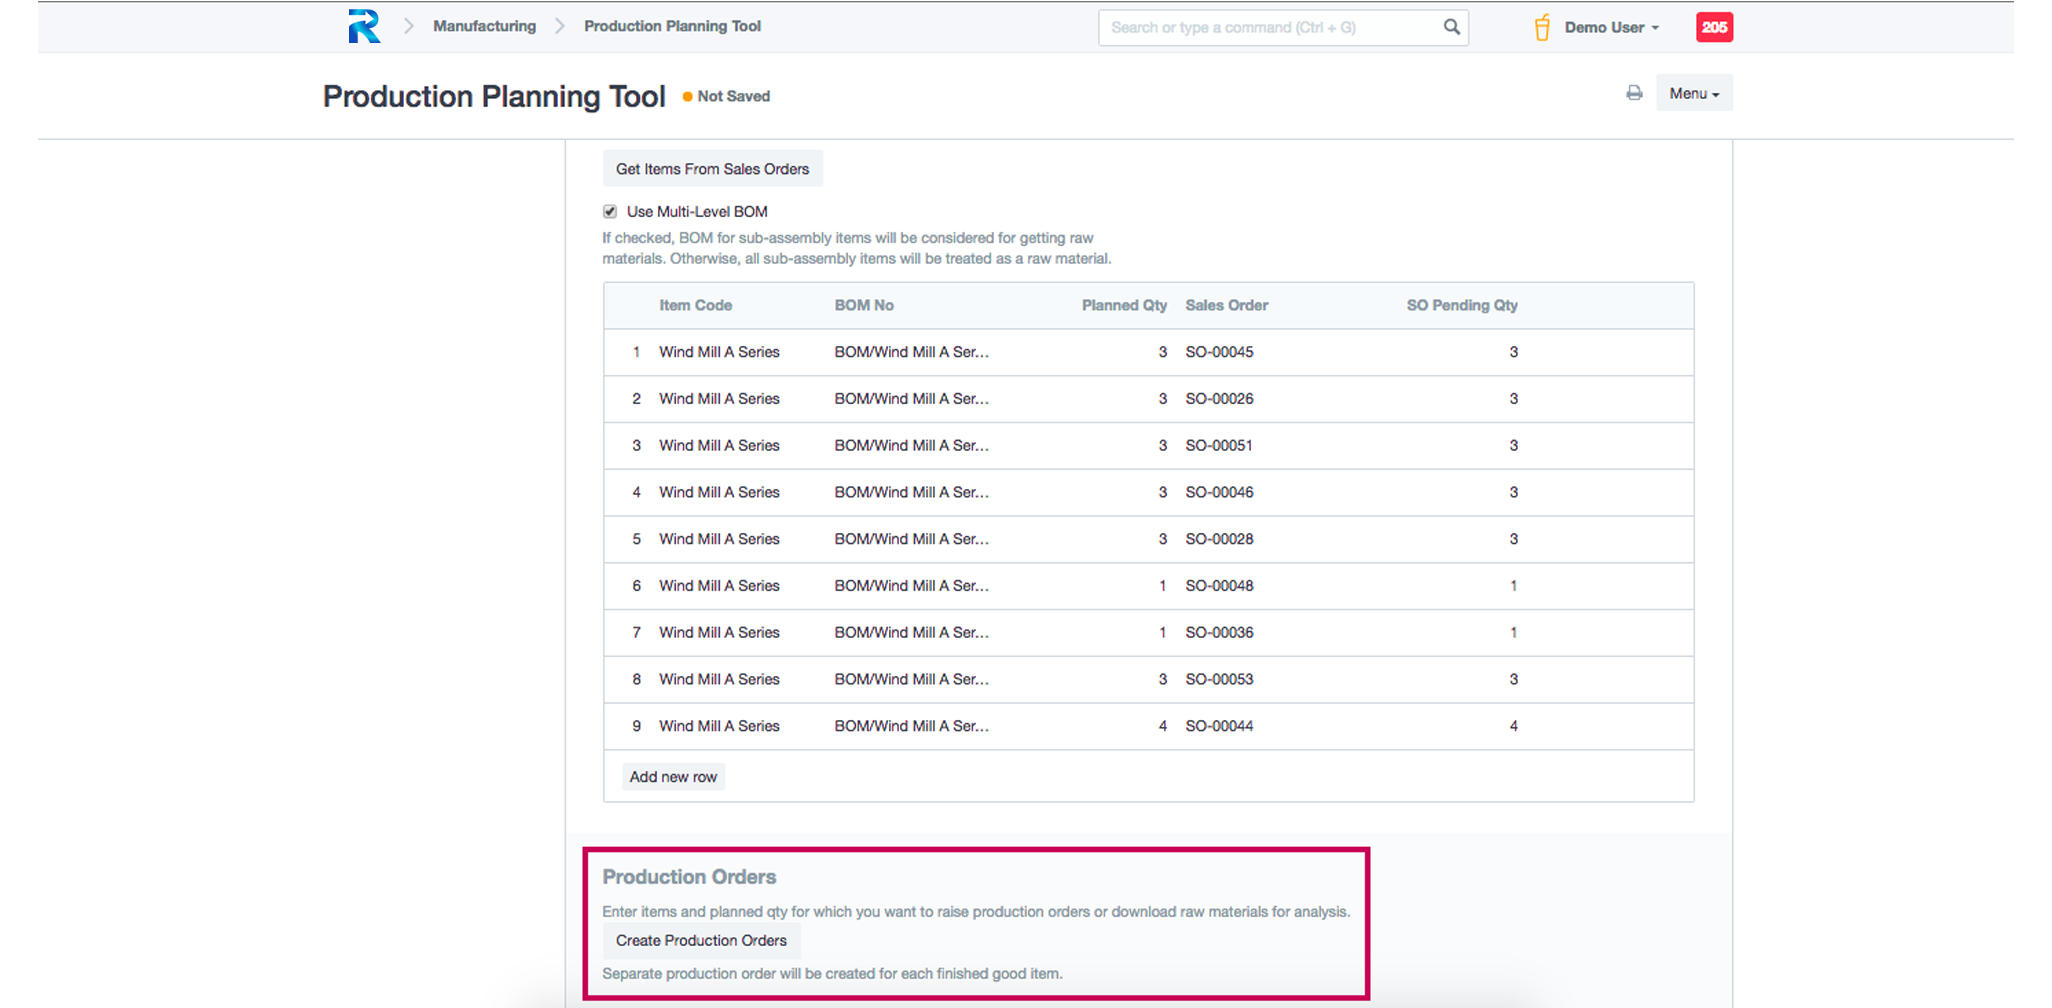 Manufacturing Production Planning Tool Search or type a command (Ctrl + G) Demo User 205
Production Planning Tool Not Saved Menu
Get Items From Sales Orders
Use Multi-Level BOM
If checked, BOM for sub-assembly items will be considered for getting raw
materials. Otherwise, all sub-assembly items will be treated as a raw material.
Item Code BOM No Planned Qty Sales Order SO Pending Qty
1 Wind Mill A Series BOM/Wind Mill A Ser... 3 SO-00045 3
2 Wind Mill A Series BOM/Wind Mill A Ser... 3 SO-00026 3
3 Wind Mill A Series BOM/Wind Mill A Ser... 3 SO-00051 3
4 Wind Mill A Series BOM/Wind Mill A Ser... 3 SO-00046 3
5 Wind Mill A Series BOM/Wind Mill A Ser... 3 SO-00028 3
6 Wind Mill A Series BOM/Wind Mill A Ser... 1 SO-00048 1
7 Wind Mill A Series BOM/Wind Mill A Ser... 1 SO-00036 1
8 Wind Mill A Series BOM/Wind Mill A Ser... 3 SO-00053 3
9 Wind Mill A Series BOM/Wind Mill A Ser... 4 SO-00044 4
Add new row
Production Orders
Enter items and planned qty for which you want to raise production orders or download raw materials for analysis.
Create Production Orders
Separate production order will be created for each finished good item.